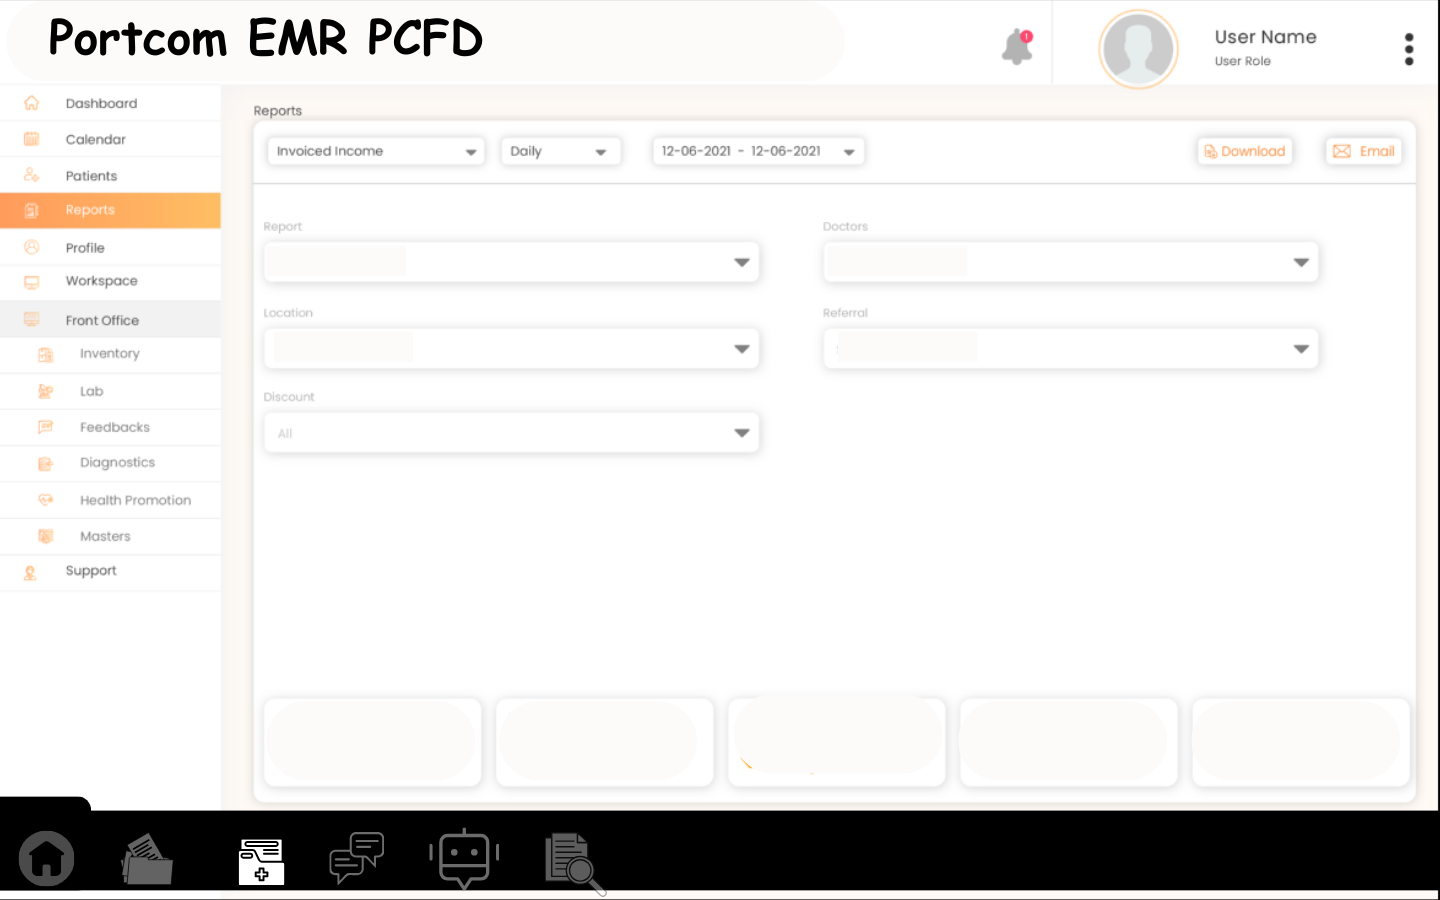 Portcom EMR PCFD
1
User Name
User Role
Dashboard
Calendar
Patients
Reports
Profile
Workspace
Front Office
Inventory
Lab
Feedbacks
Diagnostics
Health Promotion
Masters
Support
Reports
Invoiced Income
Daily
12-06-2021 - 12-06-2021
Download
Email
Report
Doctors
Location
Referral
Discount
All